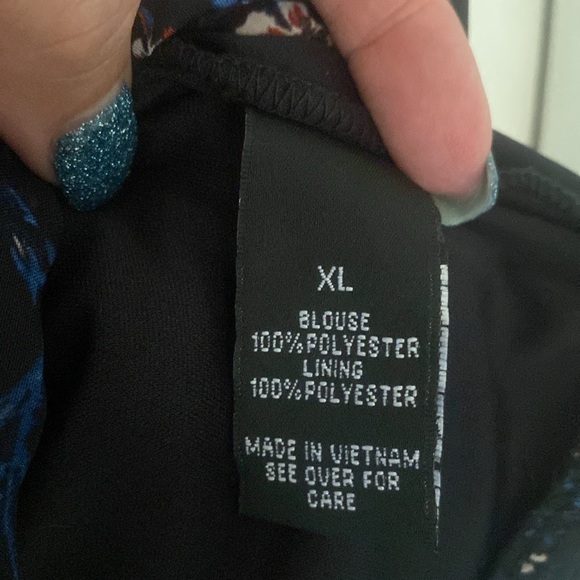 XL
BLOUSE
100%POLYESTER
LINING
100%POLYESTER
MADE IN VIETNAM
SEE OVER FOR
CARE